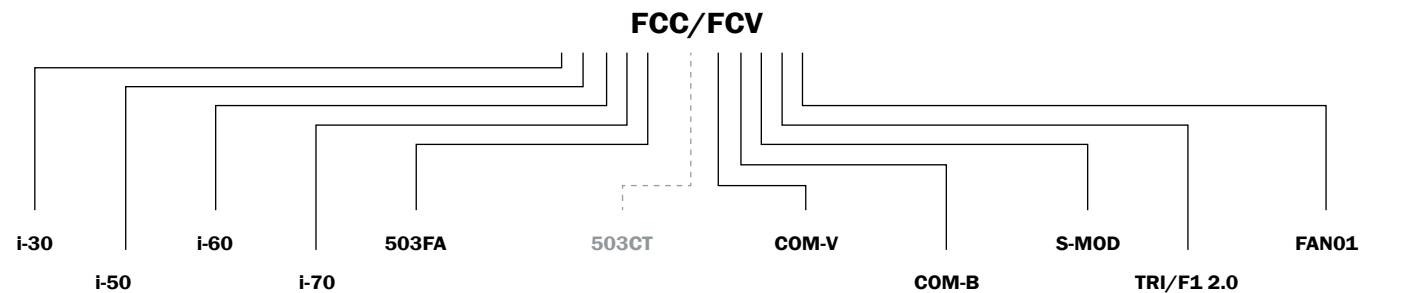 FCC/FCV
i-30 i-60 503FA 503CT COM-V S-MOD FAN01
i-50 i-70 COM-B TRI/F1 2.0